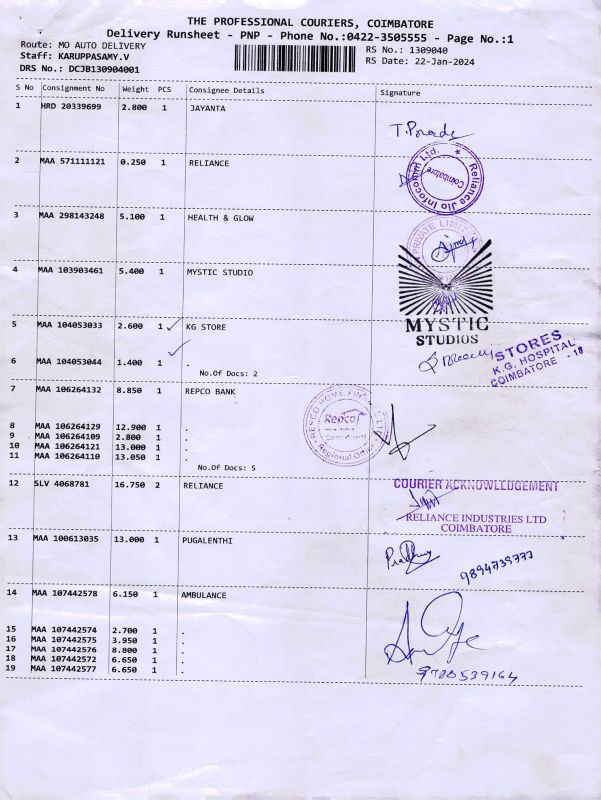 THE PROFESSIONAL COURIERS, COIMBATORE
Delivery Runsheet - PNP - Phone No.:0422-3505555 - Page No.:1
Route: MO AUTO DELIVERY
RS No.: 1309040
Staff: KARUPPASAMY.V
RS Date: 22-Jan-2024
DRS No.: DCJB130904001
S No Consignment No Weight PCS Consignee Details Signature
1 HRD 20339699 2.800 1 JAYANTA
2 MAA 571111121 0.250 1 RELIANCE
Reliance Jio Infocomm Ltd.
Coimbatore
3 MAA 298143248 5.100 1 HEALTH & GLOW
PRIVATE LIMITED
4 MAA 103903461 5.400 1 MYSTIC STUDIO
MYSTIC
STUDIOS
5 MAA 104053033 2.600 1 KG STORE
STORES
K.G. HOSPITAL
COIMBATORE - 18
6 MAA 104053044 1.400 1 .
No.Of Docs: 2
7 MAA 106264132 8.850 1 REPCO BANK
REPCO HOME FINANCE LTD
Repco
Regional Office
8 MAA 106264129 12.900 1 .
9 MAA 106264109 2.800 1 .
10 MAA 106264121 13.000 1 .
11 MAA 106264110 13.050 1 .
No.Of Docs: 5
12 SLV 4068781 16.750 2 RELIANCE
COURIER ACKNOWLEDGEMENT
RELIANCE INDUSTRIES LTD
COIMBATORE
13 MAA 100613035 13.000 1 PUGALENTHI
14 MAA 107442578 6.150 1 AMBULANCE
15 MAA 107442574 2.700 1 .
16 MAA 107442575 3.950 1 .
17 MAA 107442576 8.800 1 .
18 MAA 107442572 6.650 1 .
19 MAA 107442577 6.650 1 .